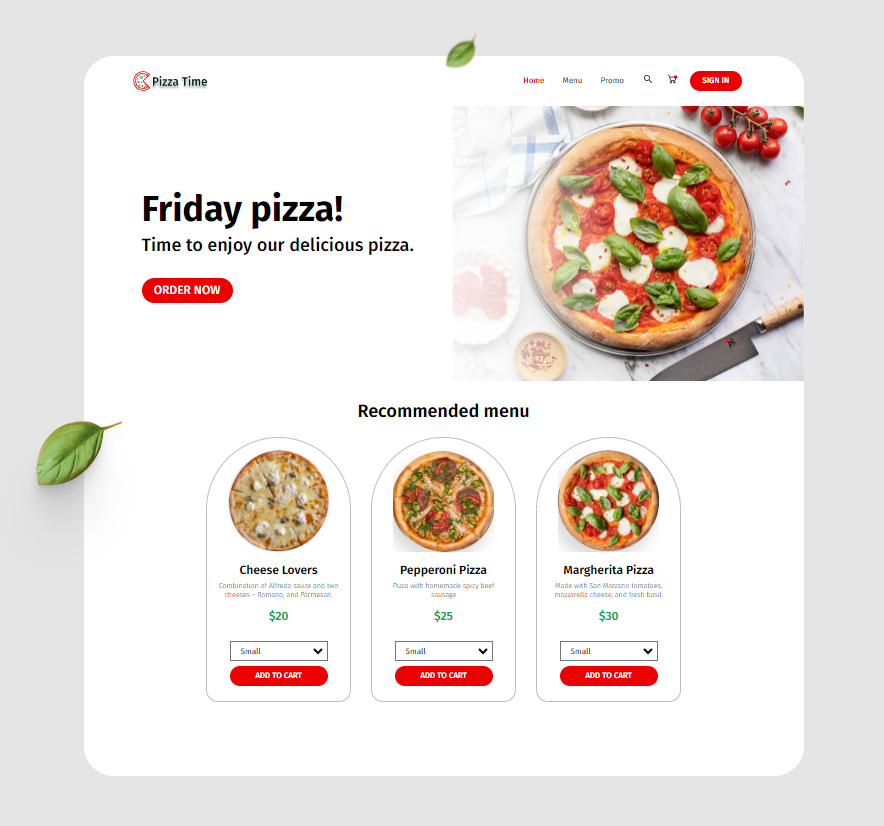 Pizza Time
Home Menu Promo SIGN IN
Friday pizza!
Time to enjoy our delicious pizza.
ORDER NOW
Recommended menu
Cheese Lovers
Combination of Alfredo sauce and two
cheeses – Romano, and Parmesan.
$20
Small
ADD TO CART
Pepperoni Pizza
Pizza with homemade spicy beef
sausage
$25
Small
ADD TO CART
Margherita Pizza
Made with San Marzano tomatoes,
mozzarella cheese, and fresh basil.
$30
Small
ADD TO CART